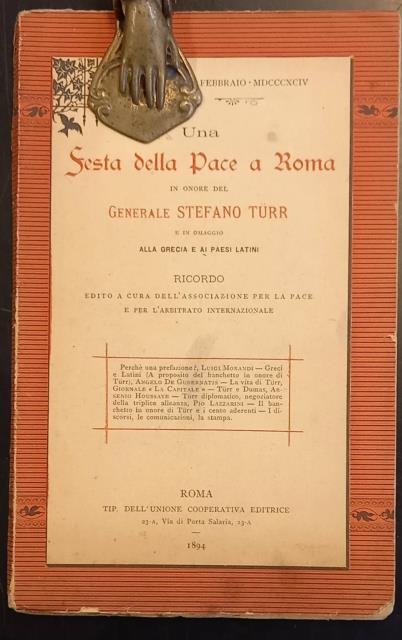 FEBBRAIO · MDCCCXCIV
Una
Festa della Pace a Roma
IN ONORE DEL
GENERALE STEFANO TÜRR
E IN OMAGGIO
ALLA GRECIA E AI PAESI LATINI
RICORDO
EDITO A CURA DELL'ASSOCIAZIONE PER LA PACE
E PER L'ARBITRATO INTERNAZIONALE
Perchè una prefazione?, LUIGI MORANDI — Greci
e Latini (A proposito del banchetto in onore di
Türr), ANGELO DE GUBERNATIS — La vita di Türr,
GIORNALE « LA CAPITALE » — Türr e Dumas, AR-
SENIO HOUSSAYE — Türr diplomatico, negoziatore
della triplice alleanza, PIO LAZZARINI — Il ban-
chetto in onore di Türr e i cento aderenti — I di-
scorsi, le comunicazioni, la stampa.
ROMA
TIP. DELL'UNIONE COOPERATIVA EDITRICE
23-A, Via di Porta Salaria, 23-A
1894